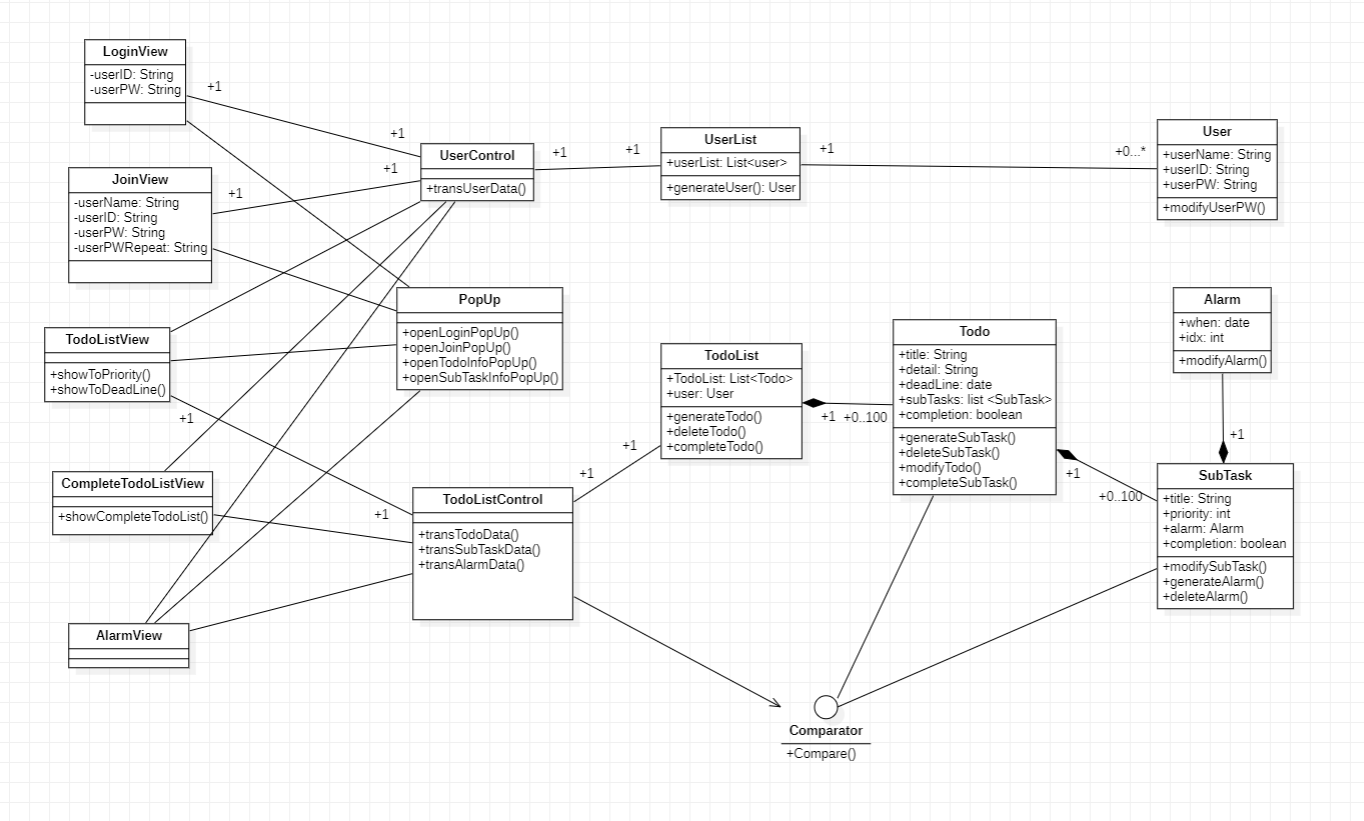 LoginView
-userID: String
-userPW: String
+1
+1
JoinView
-userName: String
-userID: String
-userPW: String
-userPWRepeat: String
+1
+1
UserControl
+transUserData()
+1
+1
UserList
+userList: List<user>
+generateUser(): User
+1
+0...*
User
+userName: String
+userID: String
+userPW: String
+modifyUserPW()
PopUp
+openLoginPopUp()
+openJoinPopUp()
+openTodoInfoPopUp()
+openSubTaskInfoPopUp()
TodoListView
+showToPriority()
+showToDeadLine()
+1
+1
CompleteTodoListView
+showCompleteTodoList()
AlarmView
TodoListControl
+transTodoData()
+transSubTaskData()
+transAlarmData()
+1
+1
TodoList
+TodoList: List<Todo>
+user: User
+generateTodo()
+deleteTodo()
+completeTodo()
+1
+0..100
Todo
+title: String
+detail: String
+deadLine: date
+subTasks: list <SubTask>
+completion: boolean
+generateSubTask()
+deleteSubTask()
+modifyTodo()
+completeSubTask()
+1
+0..100
Alarm
+when: date
+idx: int
+modifyAlarm()
+1
SubTask
+title: String
+priority: int
+alarm: Alarm
+completion: boolean
+modifySubTask()
+generateAlarm()
+deleteAlarm()
Comparator
+Compare()